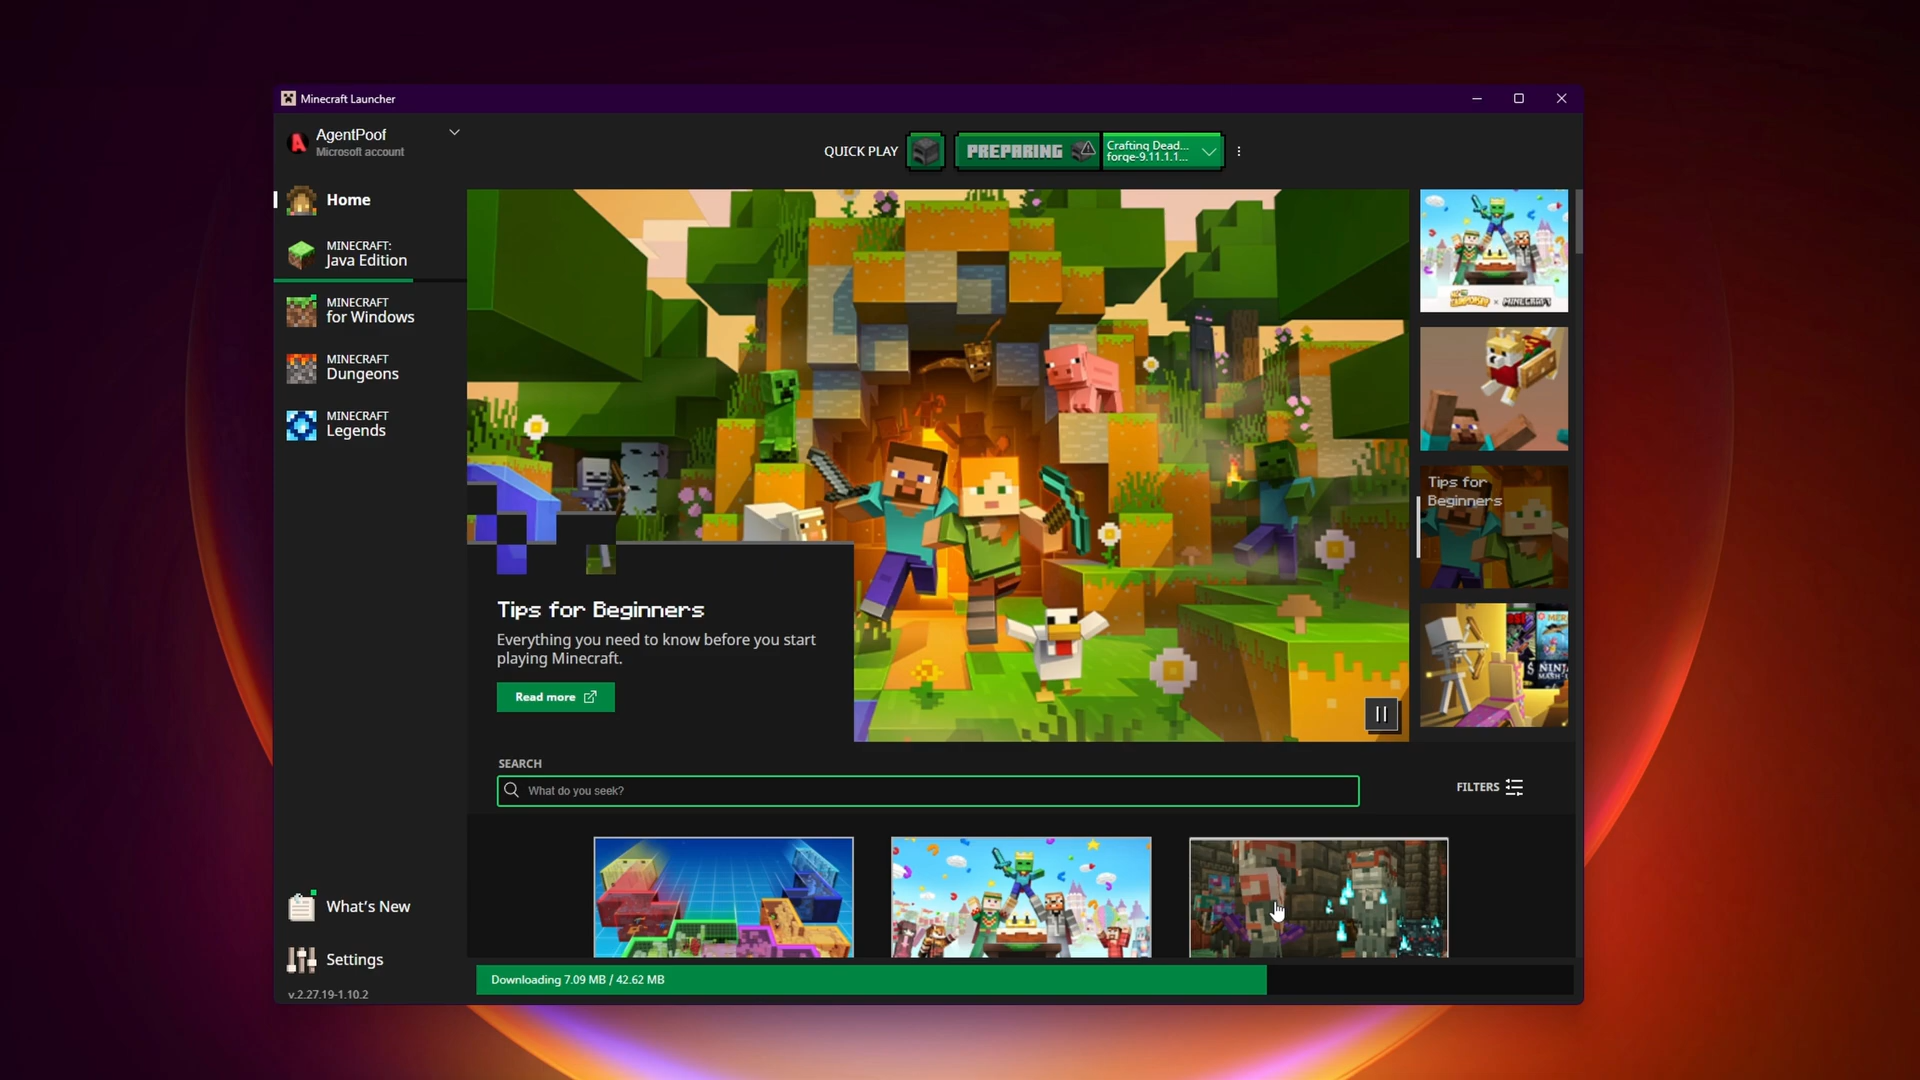 Minecraft Launcher
AgentPoof
Microsoft account
QUICK PLAY
PREPARING
Crafting Dead...
forge-9.11.1.1...
Home
MINECRAFT:
Java Edition
MINECRAFT
for Windows
MINECRAFT
Dungeons
MINECRAFT
Legends
MINECRAFT
Tips for
Beginners
Tips for Beginners
Everything you need to know before you start
playing Minecraft.
Read more
SEARCH
What do you seek?
FILTERS
What's New
Settings
v.2.27.19-1.10.2
Downloading 7.09 MB / 42.62 MB